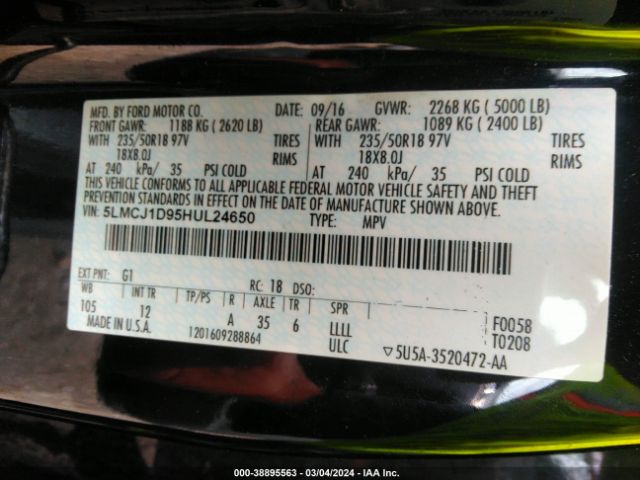 MFD. BY FORD MOTOR CO. DATE: 09/16 GVWR: 2268 KG ( 5000 LB)
FRONT GAWR: 1188 KG ( 2620 LB) REAR GAWR: 1089 KG ( 2400 LB)
WITH 235/50R18 97V TIRES WITH 235/50R18 97V TIRES
18X8.0J RIMS 18X8.0J RIMS
AT 240 kPa/ 35 PSI COLD AT 240 kPa/ 35 PSI COLD
THIS VEHICLE CONFORMS TO ALL APPLICABLE FEDERAL MOTOR VEHICLE SAFETY AND THEFT
PREVENTION STANDARDS IN EFFECT ON THE DATE OF MANUFACTURE SHOWN ABOVE.
VIN: 5LMCJ1D95HUL24650 TYPE: MPV
EXT PNT: G1 RC: 18 DSO:
WB INT TR TP/PS R AXLE TR SPR
105 12 A 35 6 LLLL F0058
MADE IN U.S.A. 1201609288864 ULC T0208
▽5U5A-3520472-AA
000-38895563 - 03/04/2024 - IAA Inc.